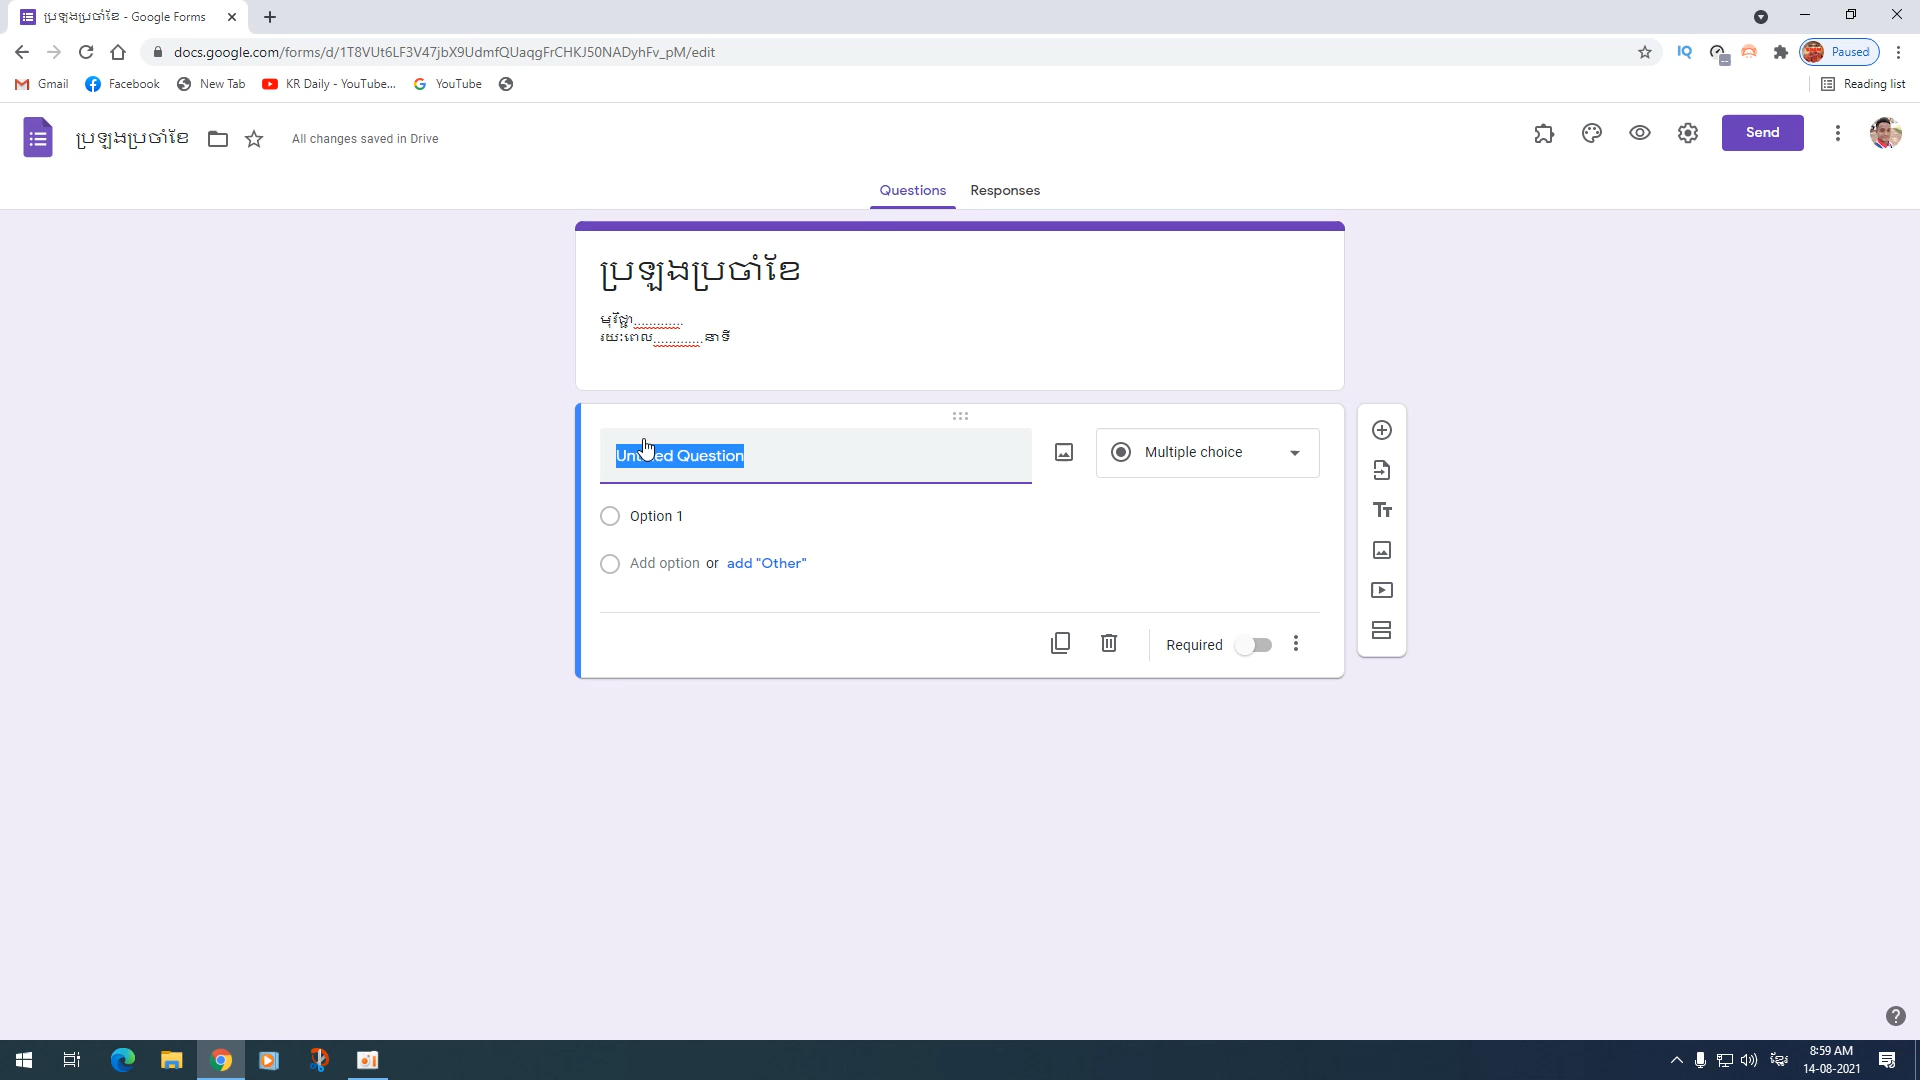 ប្រឡងប្រចាំខែ - Google Forms
docs.google.com/forms/d/1T8VUt6LF3V47jbX9UdmfQUaqgFrCHKJ50NADyhFv_pM/edit
IQ
Paused
Gmail
Facebook
New Tab
KR Daily - YouTube...
YouTube
Reading list
ប្រឡងប្រចាំខែ
All changes saved in Drive
Send
Questions
Responses
ប្រឡងប្រចាំខែ
មុវិជ្ជា.............
រយៈពេល.............នាទី
Untitled Question
Multiple choice
Option 1
Add option or add "Other"
Required
8:59 AM
ខ្មែរ
14-08-2021